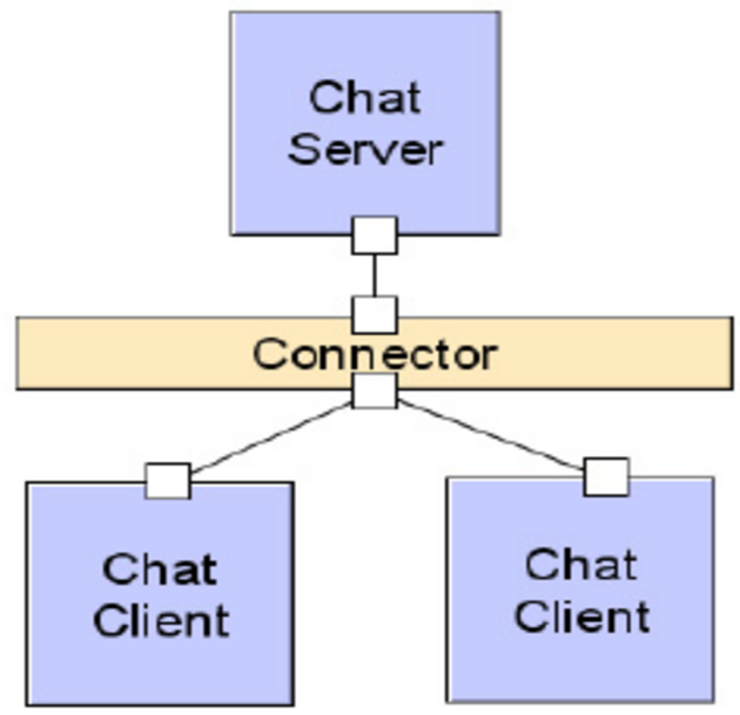 Chat
Server
Connector
Chat
Client
Chat
Client